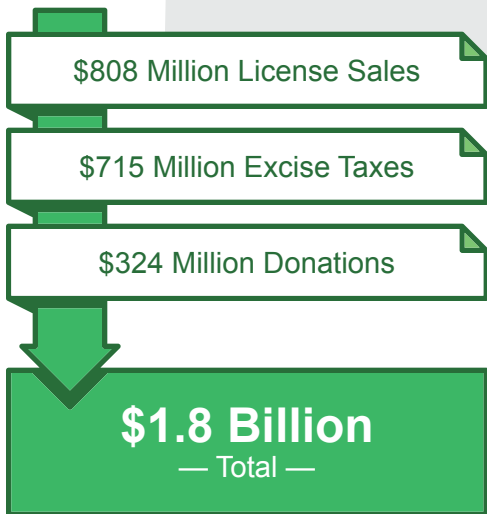 $808 Million License Sales
$715 Million Excise Taxes
$324 Million Donations
$1.8 Billion
— Total —